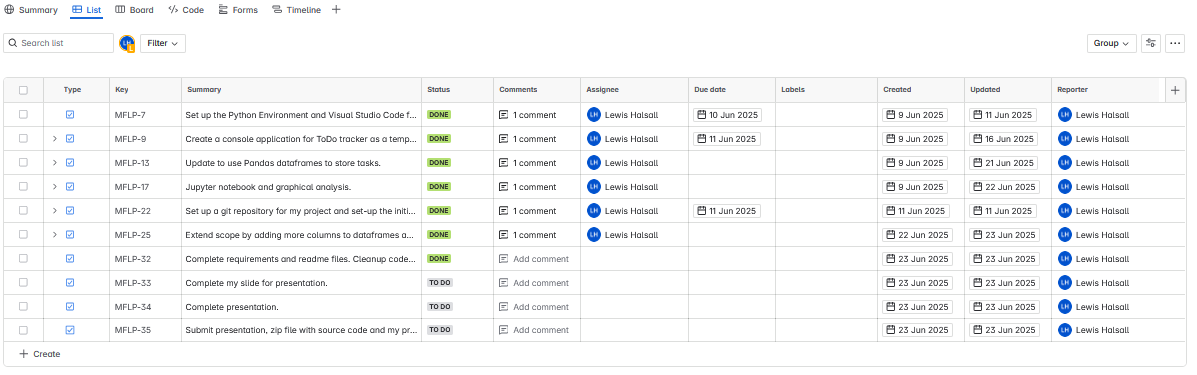 Summary List Board Code Forms Timeline
Search list LH Filter Group
Type Key Summary Status Comments Assignee Due date Labels Created Updated Reporter
MFLP-7 Set up the Python Environment and Visual Studio Code f... DONE 1 comment LH Lewis Halsall 10 Jun 2025 9 Jun 2025 11 Jun 2025 LH Lewis Halsall
MFLP-9 Create a console application for ToDo tracker as a temp... DONE 1 comment LH Lewis Halsall 11 Jun 2025 9 Jun 2025 16 Jun 2025 LH Lewis Halsall
MFLP-13 Update to use Pandas dataframes to store tasks. DONE 1 comment LH Lewis Halsall 9 Jun 2025 21 Jun 2025 LH Lewis Halsall
MFLP-17 Jupyter notebook and graphical analysis. DONE 1 comment LH Lewis Halsall 9 Jun 2025 22 Jun 2025 LH Lewis Halsall
MFLP-22 Set up a git repository for my project and set-up the initi... DONE 1 comment LH Lewis Halsall 11 Jun 2025 11 Jun 2025 11 Jun 2025 LH Lewis Halsall
MFLP-25 Extend scope by adding more columns to dataframes a... DONE 1 comment LH Lewis Halsall 22 Jun 2025 23 Jun 2025 LH Lewis Halsall
MFLP-32 Complete requirements and readme files. Cleanup code... DONE Add comment 23 Jun 2025 23 Jun 2025 LH Lewis Halsall
MFLP-33 Complete my slide for presentation. TO DO Add comment 23 Jun 2025 23 Jun 2025 LH Lewis Halsall
MFLP-34 Complete presentation. TO DO Add comment 23 Jun 2025 23 Jun 2025 LH Lewis Halsall
MFLP-35 Submit presentation, zip file with source code and my pr... TO DO Add comment 23 Jun 2025 23 Jun 2025 LH Lewis Halsall
Create